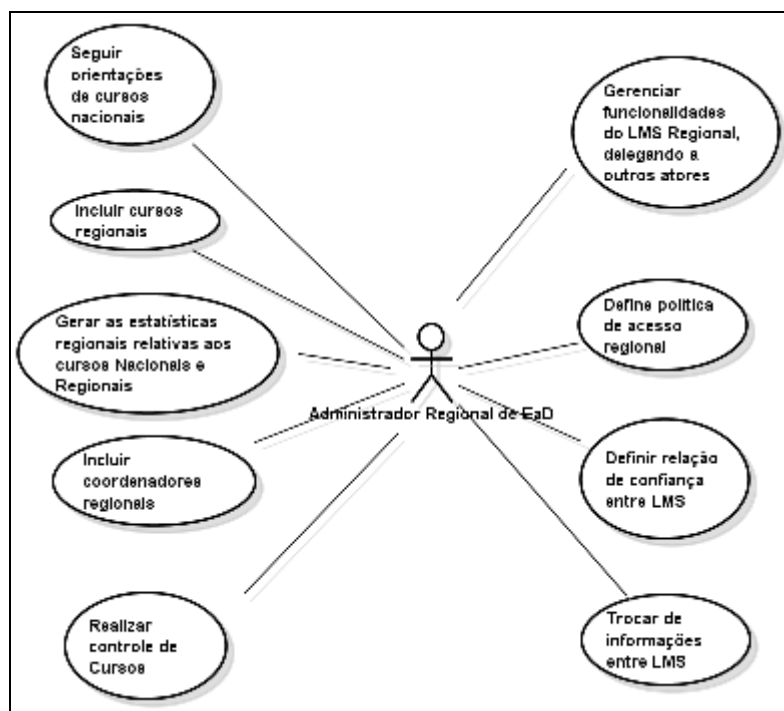 Seguir
orientações
de cursos
nacionais
Incluir cursos
regionais
Gerar as estatísticas
regionais relativas aos
cursos Nacionais e
Regionais
Incluir
coordenadores
regionais
Realizar
controle de
Cursos
Administrador Regional de EaD
Gerenciar
funcionalidades
do LMS Regional,
delegando a
outros atores
Define política
de acesso
regional
Definir relação
de confiança
entre LMS
Trocar de
informações
entre LMS